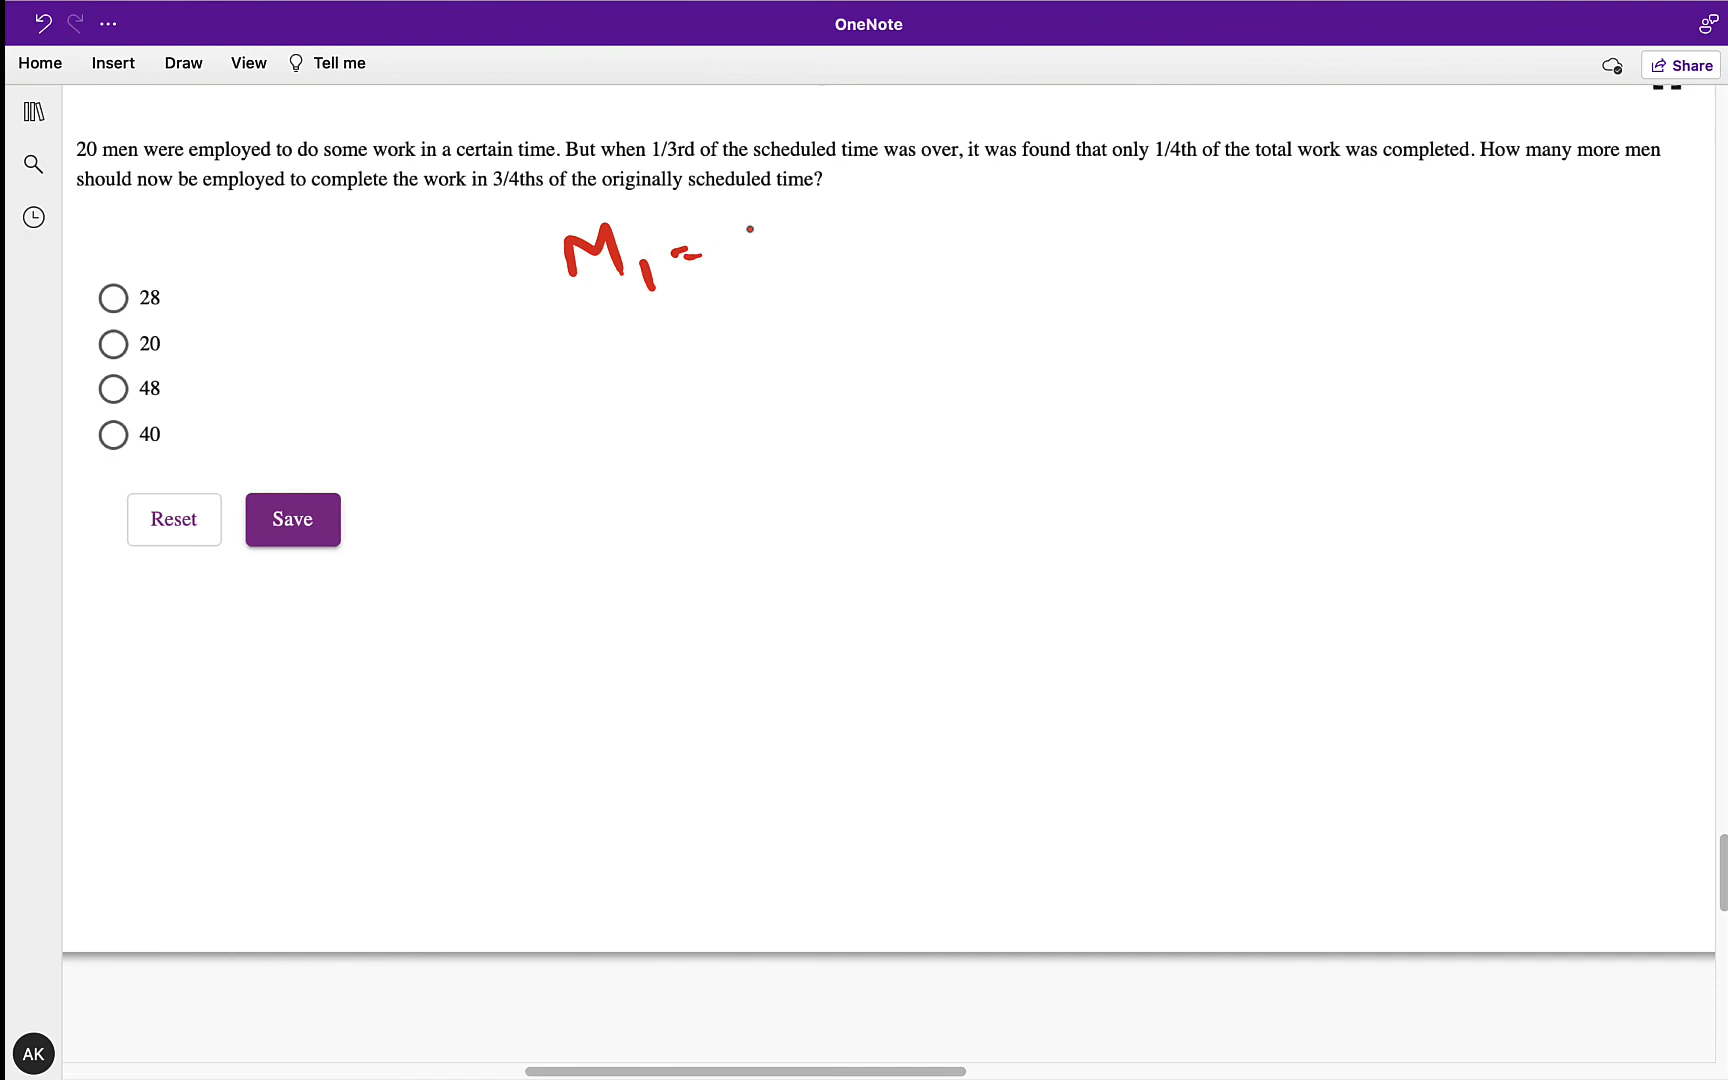 OneNote
Home Insert Draw View Tell me Share
20 men were employed to do some work in a certain time. But when 1/3rd of the scheduled time was over, it was found that only 1/4th of the total work was completed. How many more men
should now be employed to complete the work in 3/4ths of the originally scheduled time?
M1 =
28
20
48
40
Reset Save
AK